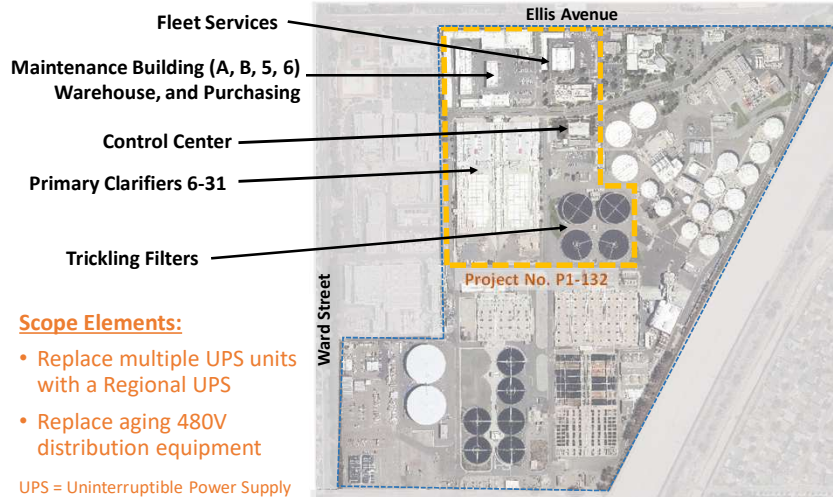 Ellis Avenue
Fleet Services
Maintenance Building (A, B, 5, 6)
Warehouse, and Purchasing
Control Center
Primary Clarifiers 6-31
Trickling Filters
Project No. P1-132
Ward Street
Scope Elements:
• Replace multiple UPS units
with a Regional UPS
• Replace aging 480V
distribution equipment
UPS = Uninterruptible Power Supply